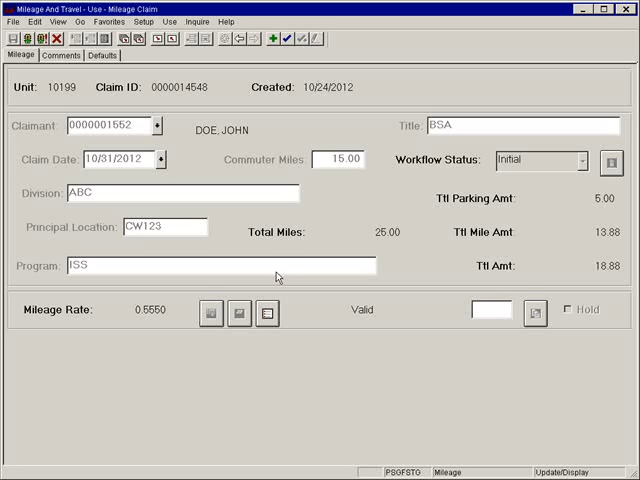 Mileage And Travel - Use - Mileage Claim
File Edit View Go Favorites Setup Use Inquire Help
Mileage Comments Defaults
Unit: 10199 Claim ID: 0000014548 Created: 10/24/2012
Claimant: 0000001552 DOE, JOHN Title: BSA
Claim Date: 10/31/2012 Commuter Miles: 15.00 Workflow Status: Initial
Division: ABC Ttl Parking Amt: 5.00
Principal Location: CW123 Total Miles: 25.00 Ttl Mile Amt: 13.88
Program: ISS Ttl Amt: 18.88
Mileage Rate: 0.5550 Valid Hold
PSGFSTG Mileage Update/Display